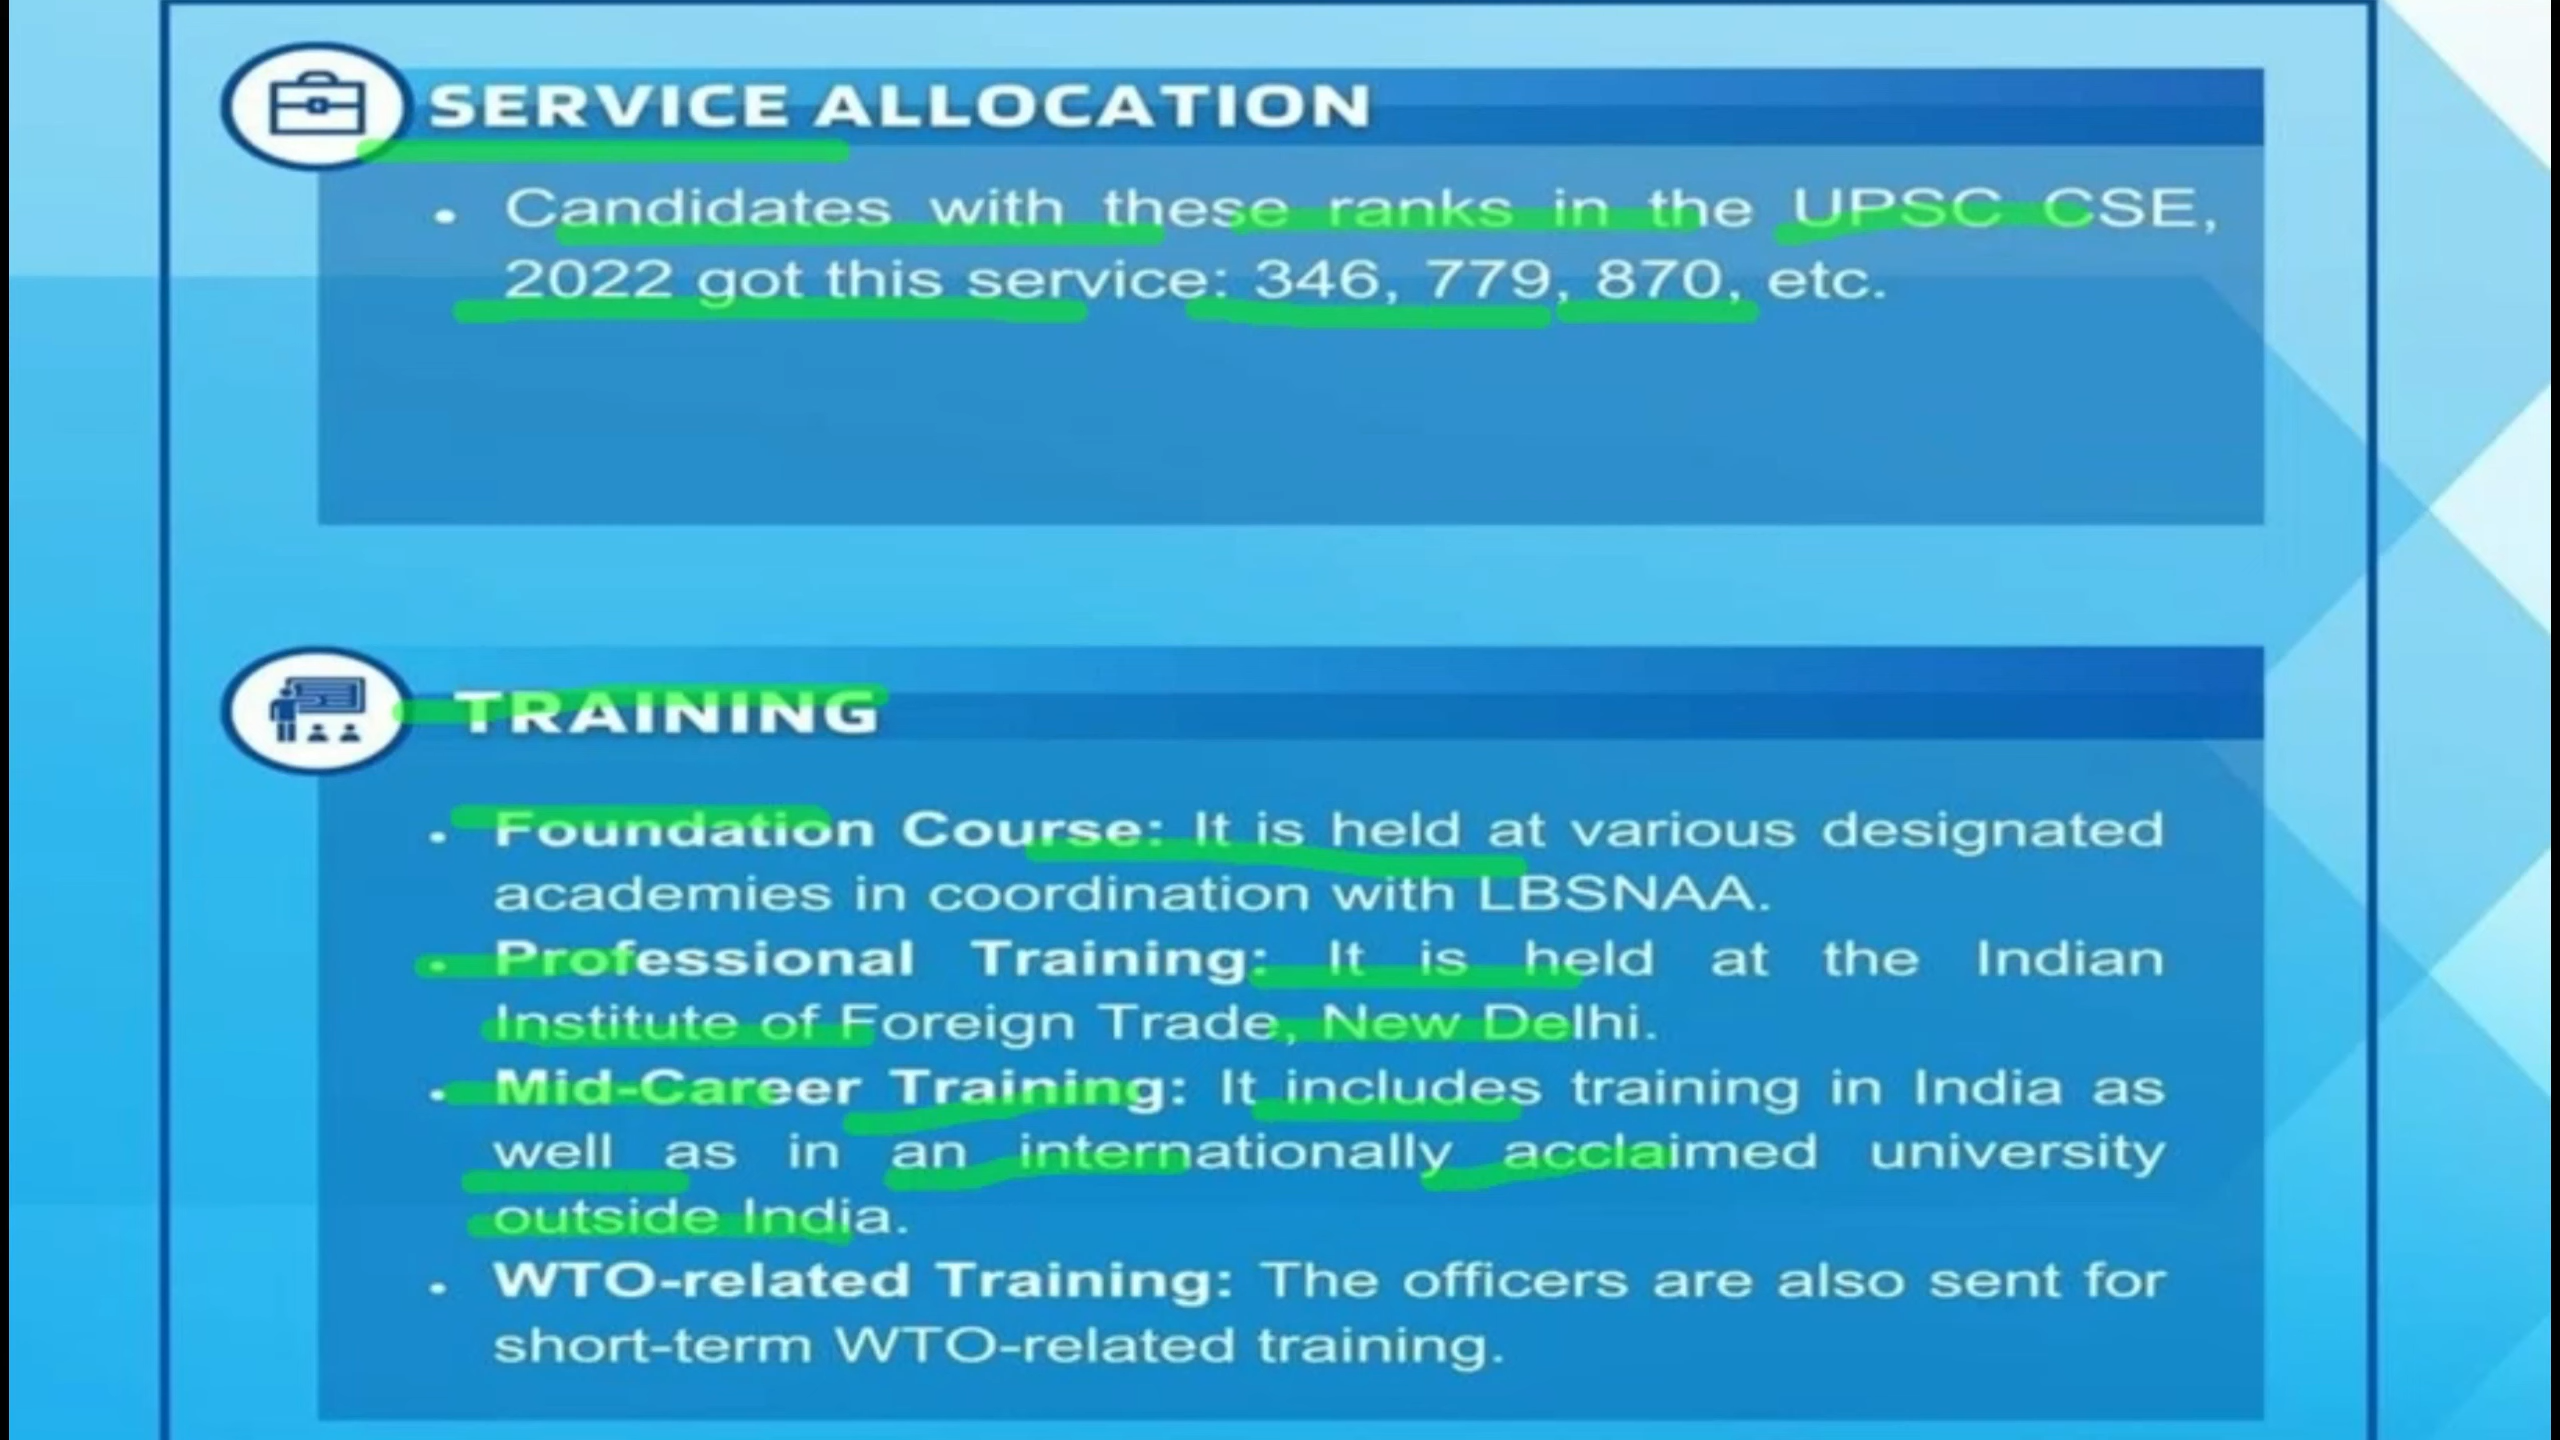 SERVICE ALLOCATION
• Candidates with these ranks in the UPSC CSE,
2022 got this service: 346, 779, 870, etc.
TRAINING
• Foundation Course: It is held at various designated
academies in coordination with LBSNAA.
• Professional Training: It is held at the Indian
Institute of Foreign Trade, New Delhi.
• Mid-Career Training: It includes training in India as
well as in an internationally acclaimed university
outside India.
• WTO-related Training: The officers are also sent for
short-term WTO-related training.